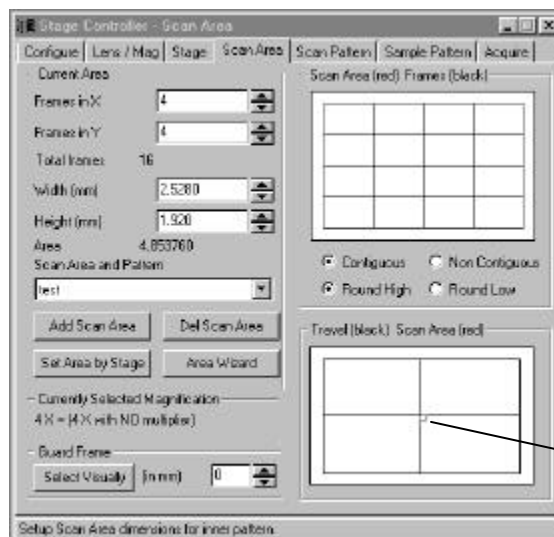 Stage Controller - Scan Area
Configure Lens / Mag Stage Scan Area Scan Pattern Sample Pattern Acquire
Current Area
Frames in X 4
Frames in Y 4
Total frames 16
Width (mm) 2.5280
Height (mm) 1.920
Area 4.853760
Scan Area and Pattern
test
Add Scan Area Del Scan Area
Set Area by Stage Area Wizard
Currently Selected Magnification
4 X = (4 X with NO multiplier)
Guard Frame
Select Visually (in mm) 0
Scan Area (red) Frames (black)
Contiguous Non Contiguous
Round High Round Low
Travel (black) Scan Area (red)
Setup Scan Area dimensions for inner pattern.